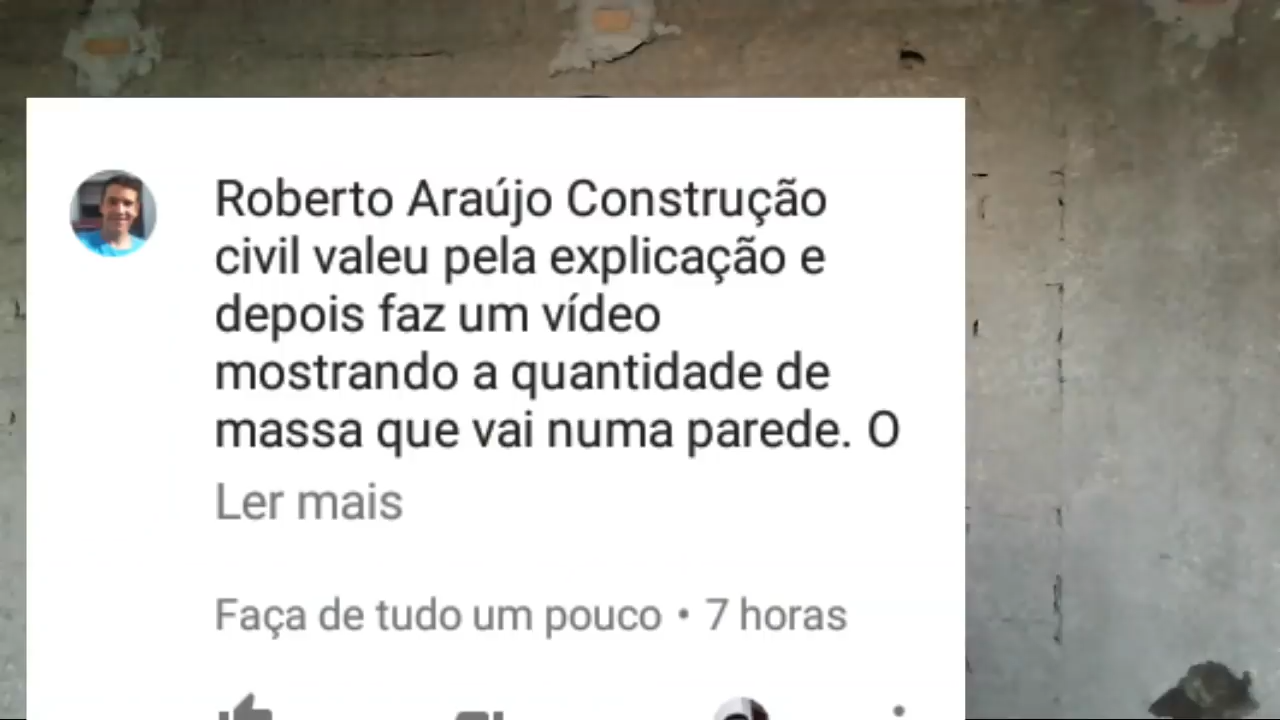 Roberto Araújo Construção
civil valeu pela explicação e
depois faz um vídeo
mostrando a quantidade de
massa que vai numa parede. O
Ler mais
Faça de tudo um pouco • 7 horas